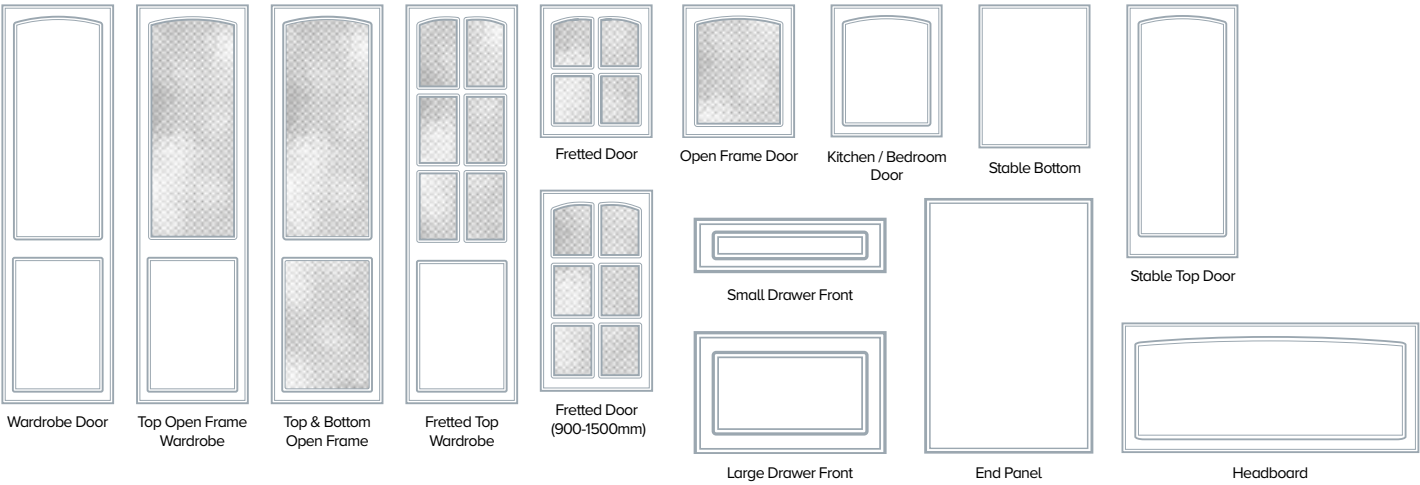 Wardrobe Door
Top Open Frame
Wardrobe
Top & Bottom
Open Frame
Fretted Top
Wardrobe
Fretted Door
Fretted Door
(900-1500mm)
Open Frame Door
Kitchen / Bedroom
Door
Stable Bottom
Small Drawer Front
Large Drawer Front
End Panel
Stable Top Door
Headboard